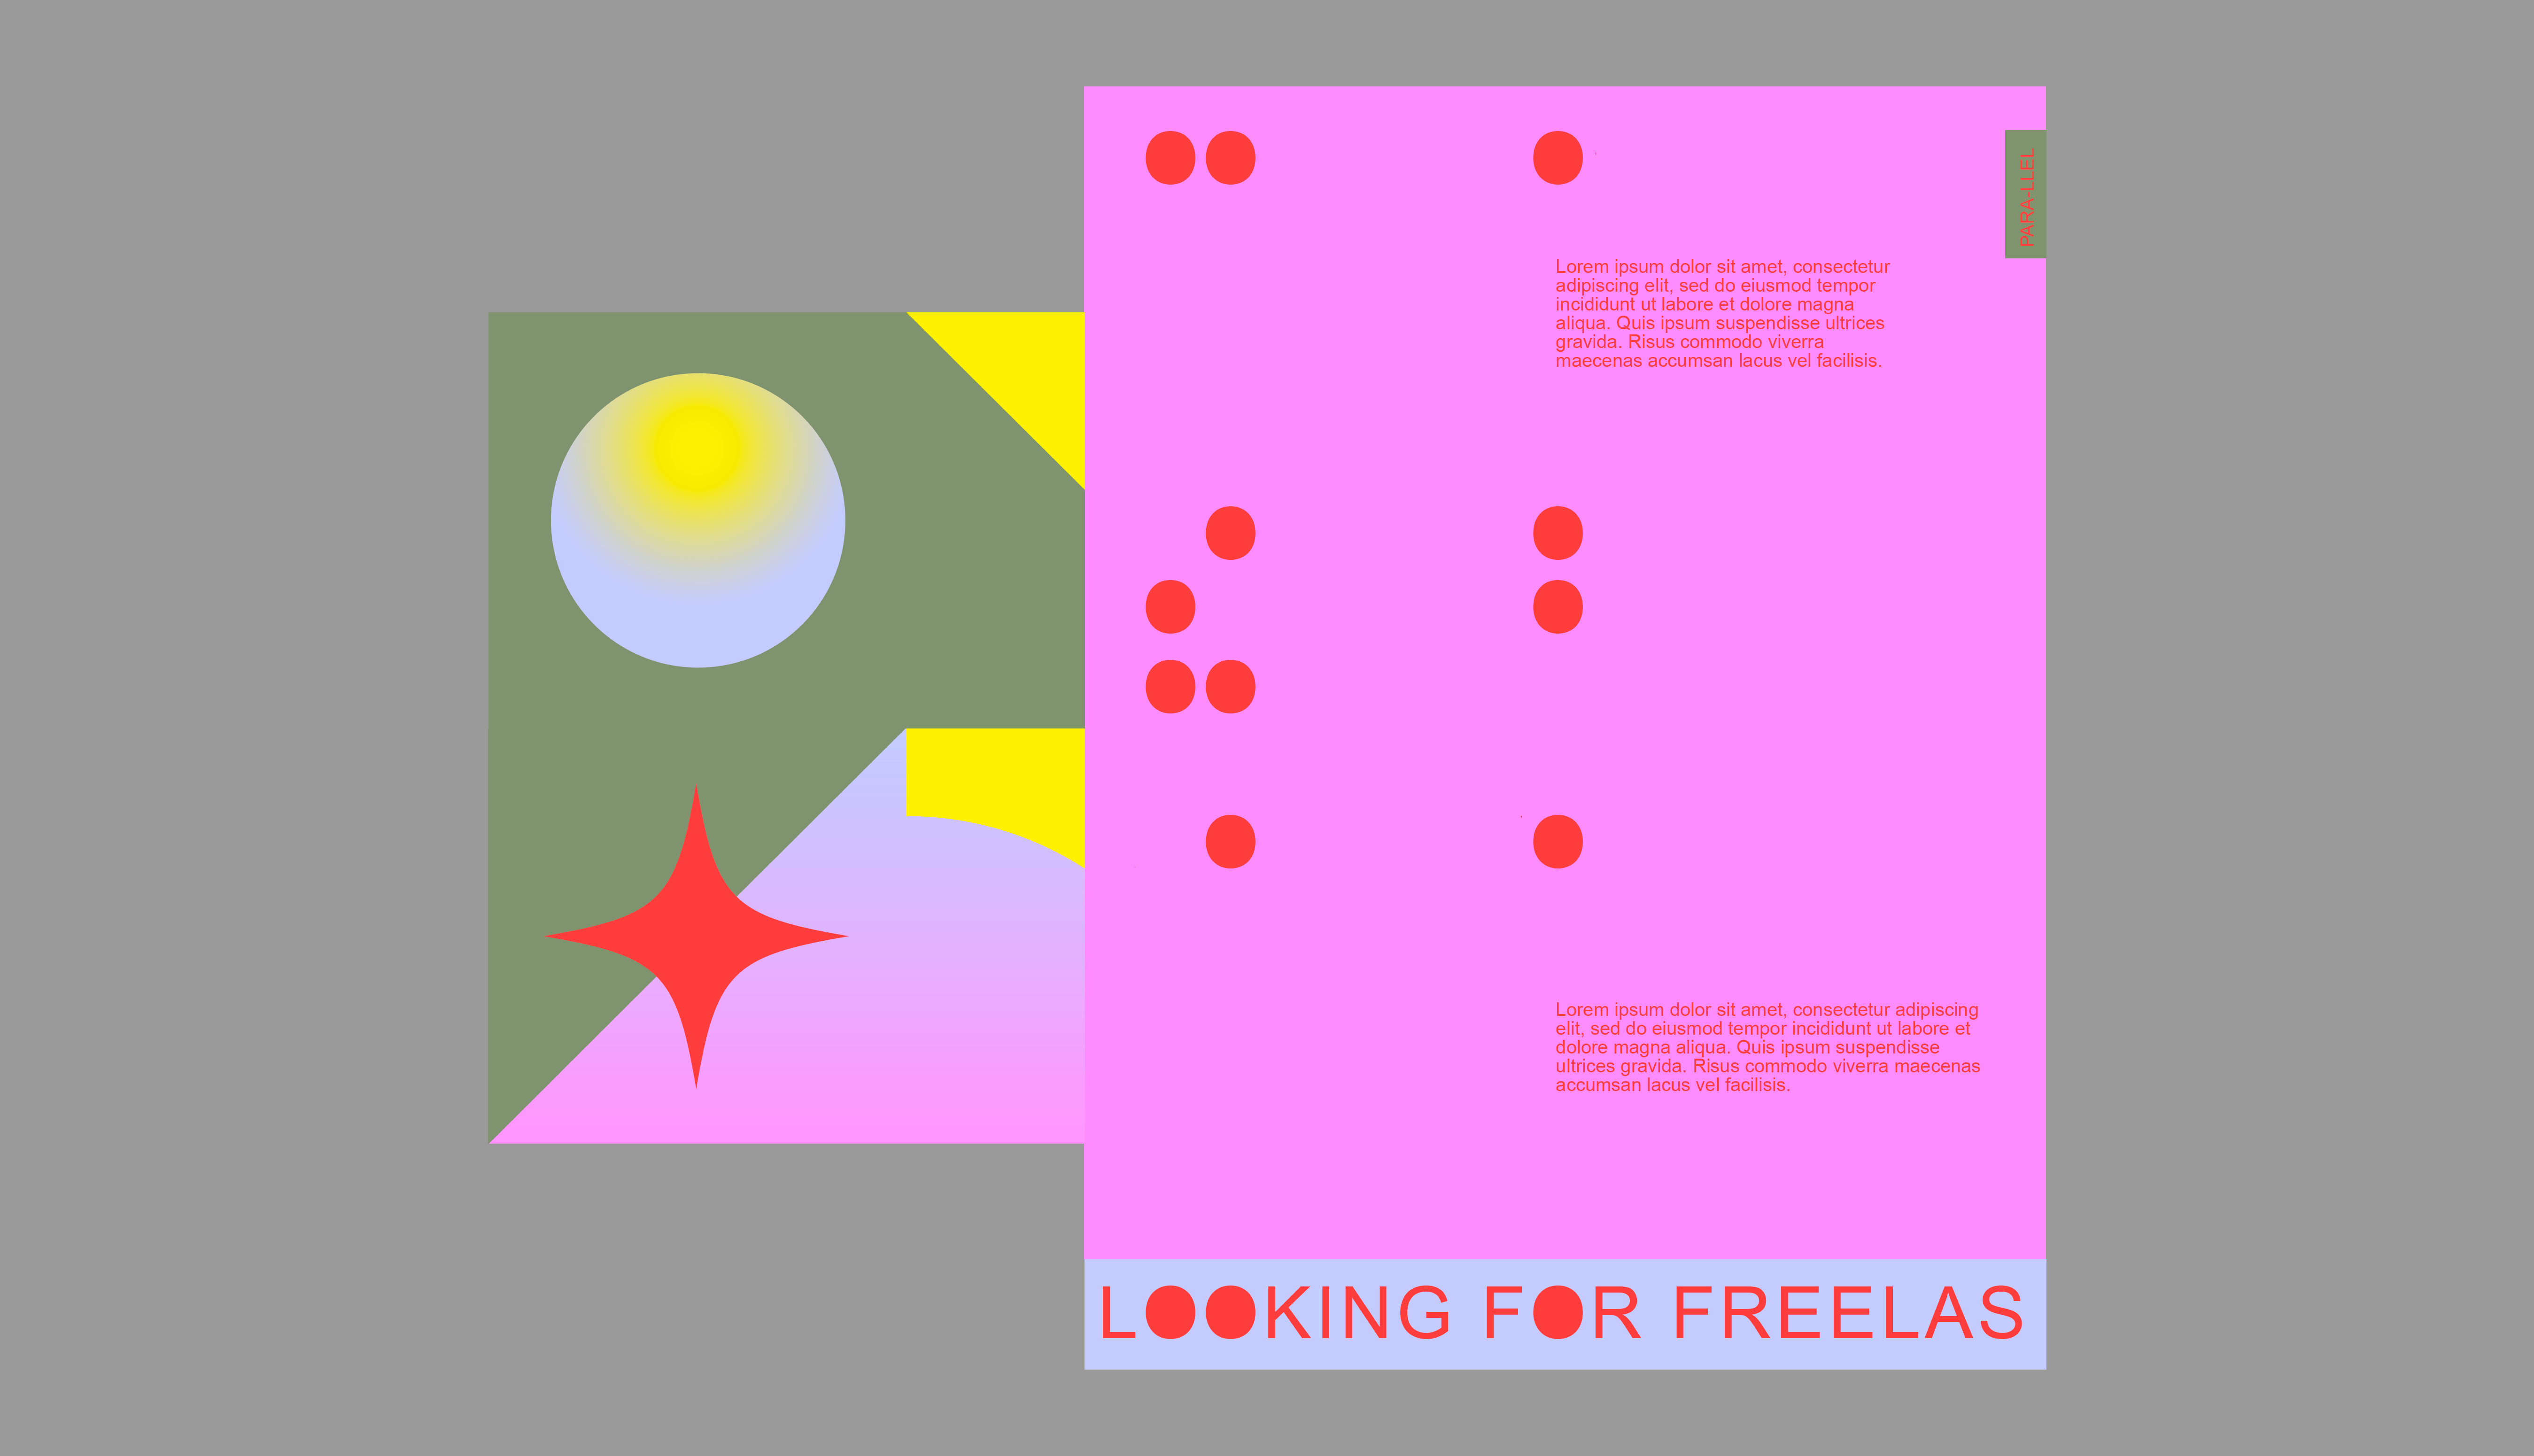 PARA-LLEL
Lorem ipsum dolor sit amet, consectetur
adipiscing elit, sed do eiusmod tempor
incididunt ut labore et dolore magna
aliqua. Quis ipsum suspendisse ultrices
gravida. Risus commodo viverra
maecenas accumsan lacus vel facilisis.
Lorem ipsum dolor sit amet, consectetur adipiscing
elit, sed do eiusmod tempor incididunt ut labore et
dolore magna aliqua. Quis ipsum suspendisse
ultrices gravida. Risus commodo viverra maecenas
accumsan lacus vel facilisis.
LOOKING FOR FREELAS